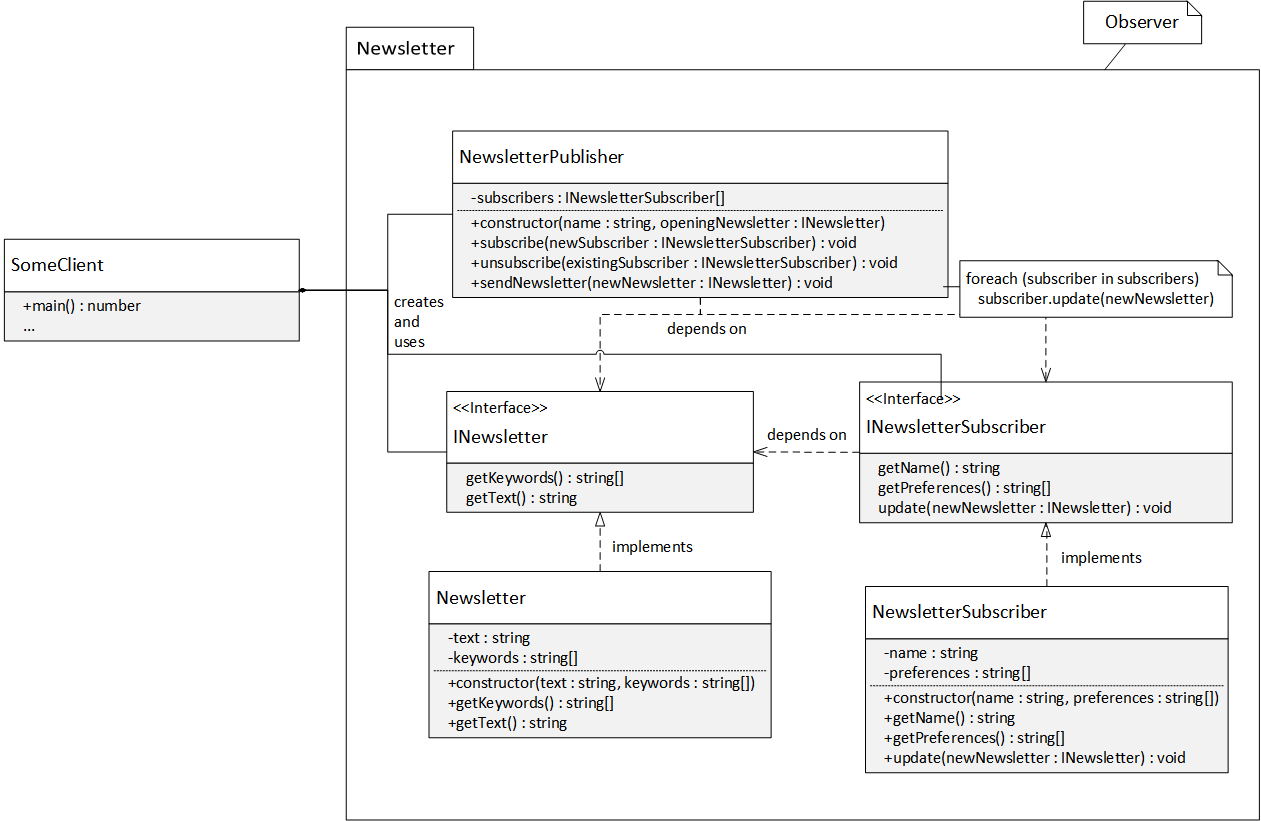 Observer
Newsletter
NewsletterPublisher
-subscribers : INewsletterSubscriber[]
+constructor(name : string, openingNewsletter : INewsletter)
+subscribe(newSubscriber : INewsletterSubscriber) : void
+unsubscribe(existingSubscriber : INewsletterSubscriber) : void
+sendNewsletter(newNewsletter : INewsletter) : void
SomeClient
+main() : number
...
foreach (subscriber in subscribers)
subscriber.update(newNewsletter)
creates
and
uses
depends on
<<Interface>>
INewsletter
getKeywords() : string[]
getText() : string
depends on
<<Interface>>
INewsletterSubscriber
getName() : string
getPreferences() : string[]
update(newNewsletter : INewsletter) : void
implements
implements
Newsletter
-text : string
-keywords : string[]
+constructor(text : string, keywords : string[])
+getKeywords() : string[]
+getText() : string
NewsletterSubscriber
-name : string
-preferences : string[]
+constructor(name : string, preferences : string[])
+getName() : string
+getPreferences() : string[]
+update(newNewsletter : INewsletter) : void